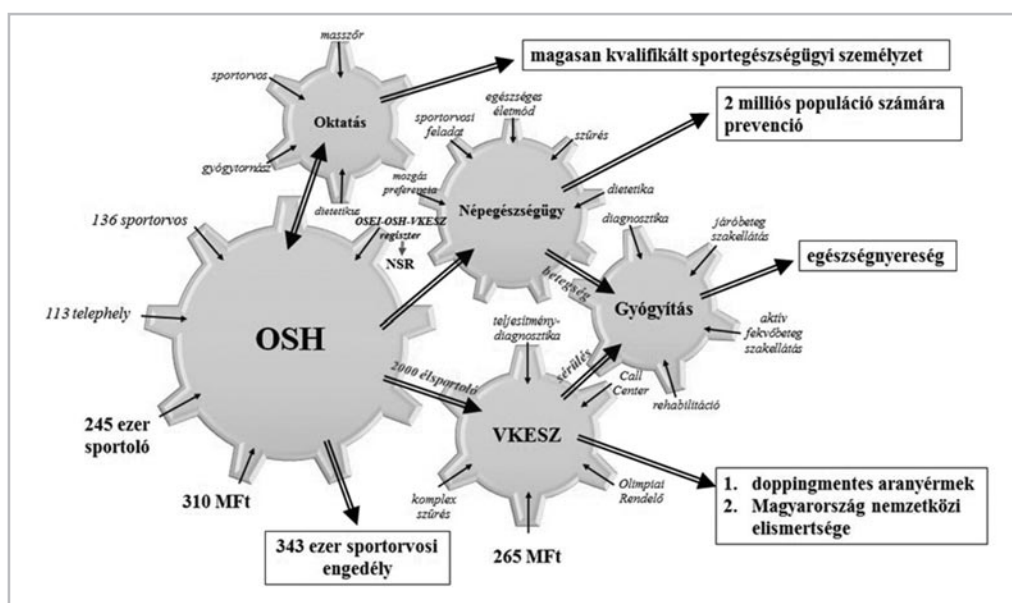 masszőr
sportorvos
Oktatás
gyógytornász
dietetikus
magasan kvalifikált sportegészségügyi személyzet
2 milliós populáció számára
prevenció
egészséges
életmód
sportorvosi
feladat
szűrés
mozgás
preferencia
dietetika
Népegészségügy
136 sportorvos
OSEI-OSH-VKESZ
regiszter
NSR
diagnosztika
járóbeteg
szakellátás
egészségnyereség
betegség
Gyógyítás
113 telephely
OSH
aktív
fekvőbeteg
szakellátás
teljesítmény-
diagnosztika
sérülés
2000 élsportoló
Call
Center
rehabilitáció
245 ezer
sportoló
VKESZ
310 MFt
komplex
szűrés
Olimpiai
Rendelő
1. doppingmentes aranyérmek
2. Magyarország nemzetközi
elismertsége
343 ezer sportorvosi
engedély
265 MFt